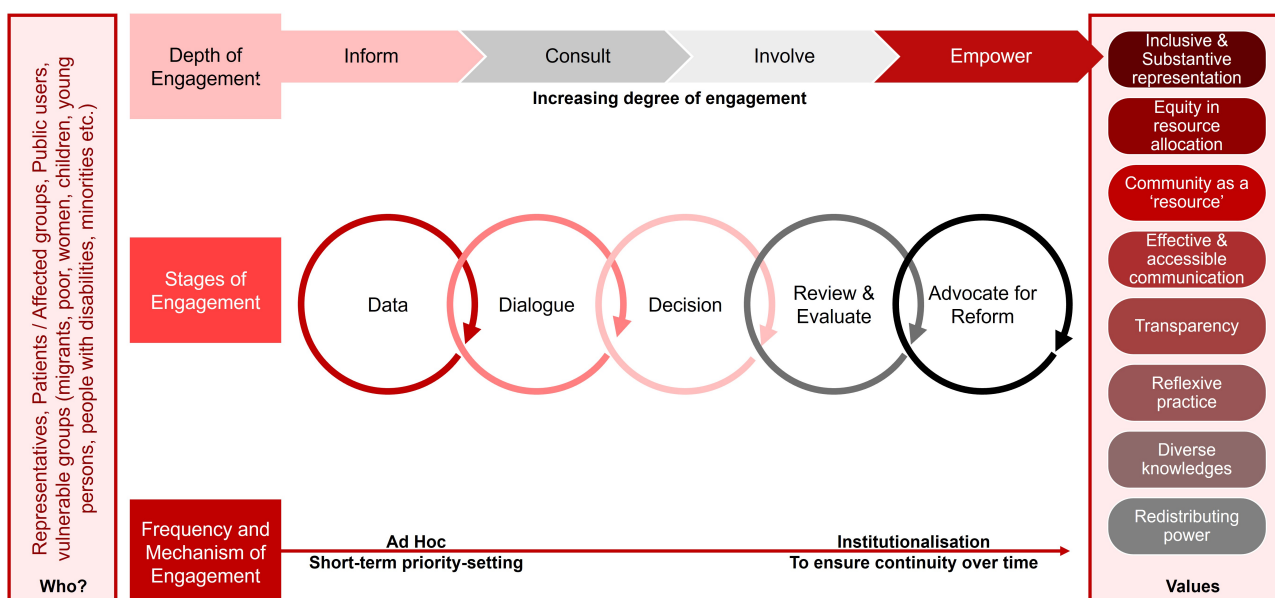 Representatives, Patients / Affected groups, Public users,
vulnerable groups (migrants, poor, women, children, young
persons, people with disabilities, minorities etc.)
Who?
Depth of
Engagement
Inform
Consult
Involve
Empower
Increasing degree of engagement
Stages of
Engagement
Data
Dialogue
Decision
Review &
Evaluate
Advocate for
Reform
Frequency and
Mechanism of
Engagement
Ad Hoc
Short-term priority-setting
Institutionalisation
To ensure continuity over time
Inclusive &
Substantive
representation
Equity in
resource
allocation
Community as a
‘resource’
Effective &
accessible
communication
Transparency
Reflexive
practice
Diverse
knowledges
Redistributing
power
Values